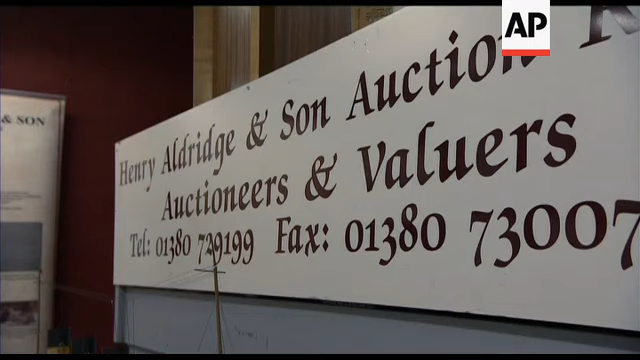 AP
& SON
Henry Aldridge & Son Auction R
Auctioneers & Valuers
Tel: 01380 729199 Fax: 01380 73007